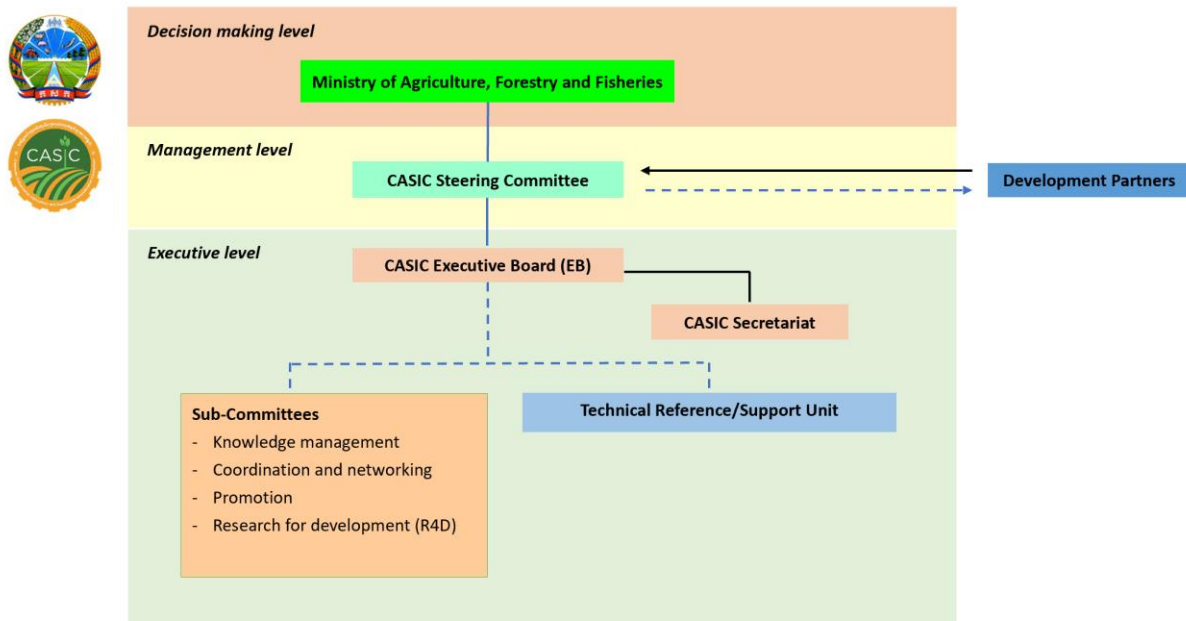 Decision making level
Ministry of Agriculture, Forestry and Fisheries
CASIC
Management level
CASIC Steering Committee
Development Partners
Executive level
CASIC Executive Board (EB)
CASIC Secretariat
Sub-Committees
- Knowledge management
- Coordination and networking
- Promotion
- Research for development (R4D)
Technical Reference/Support Unit